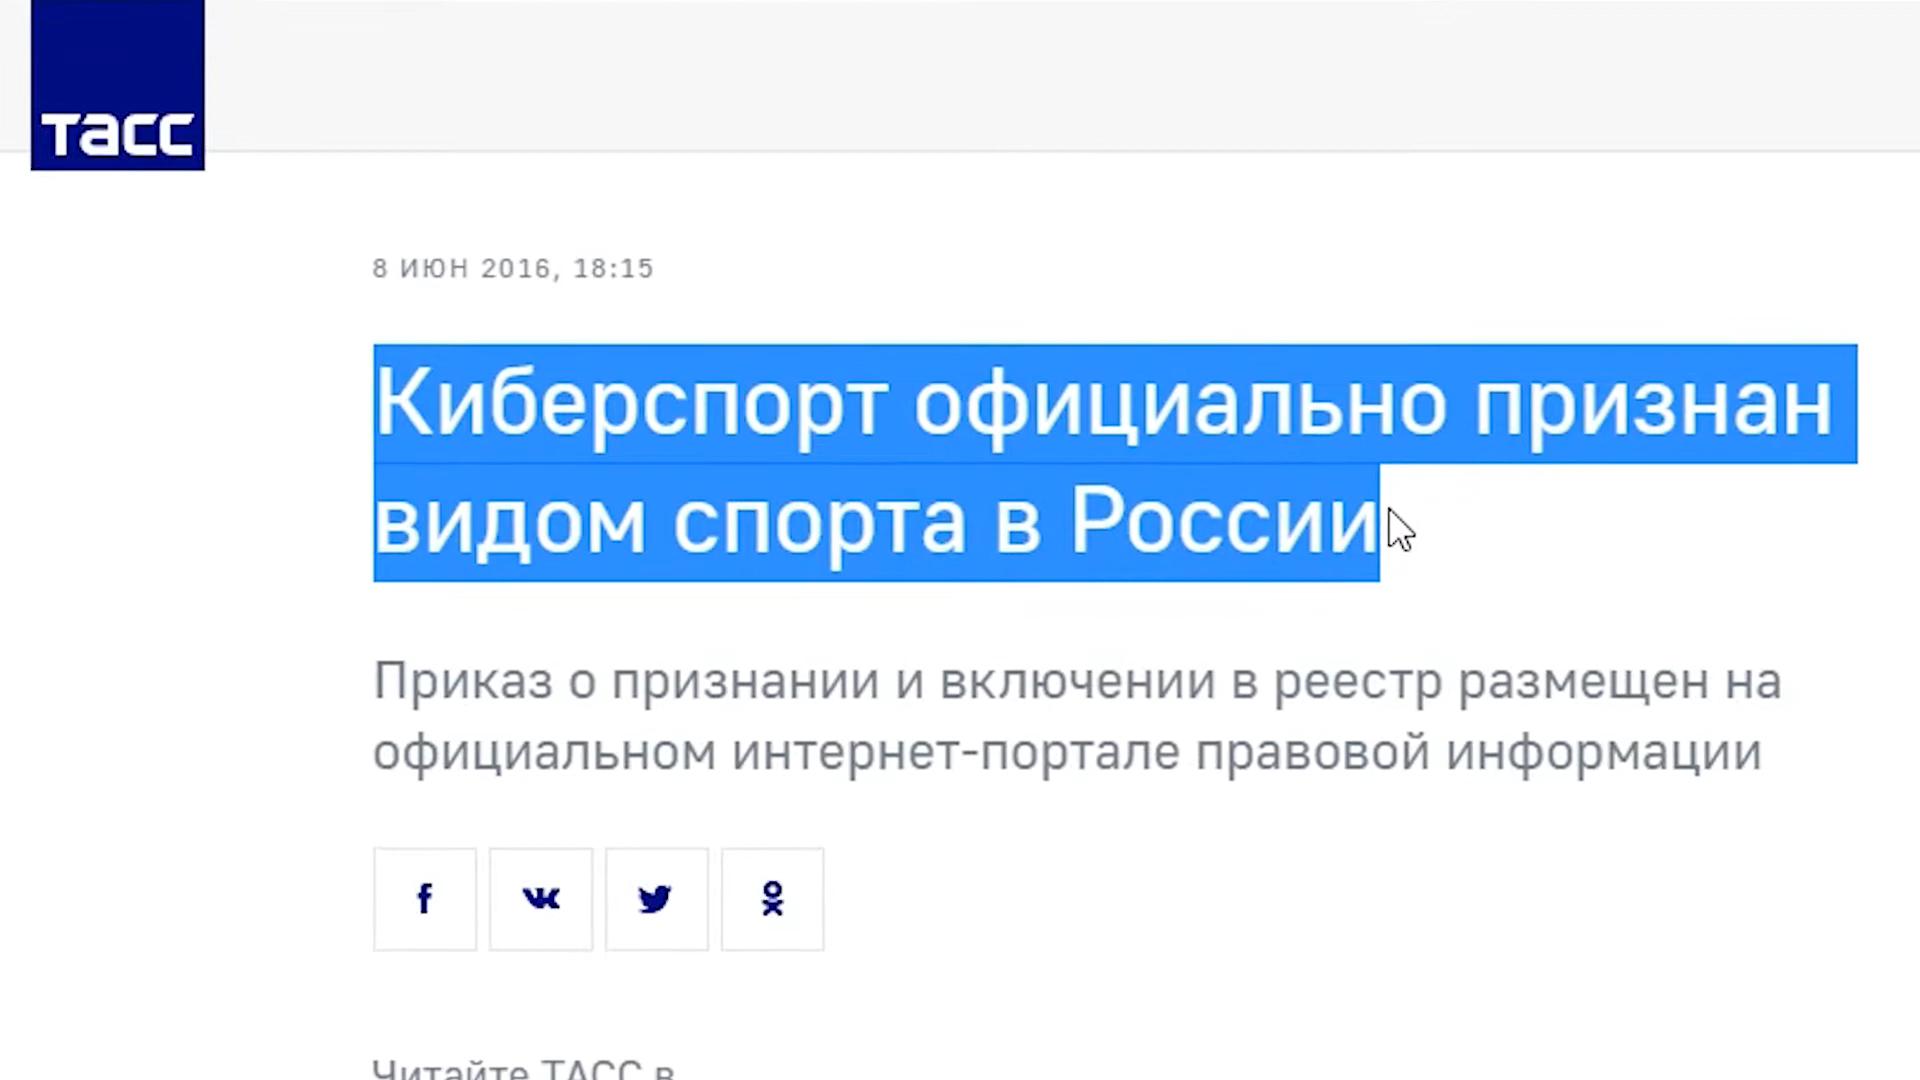 тасс
8 ИЮН 2016, 18:15
Киберспорт официально признан
видом спорта в России
Приказ о признании и включении в реестр размещен на
официальном интернет-портале правовой информации
Читайте ТАСС в